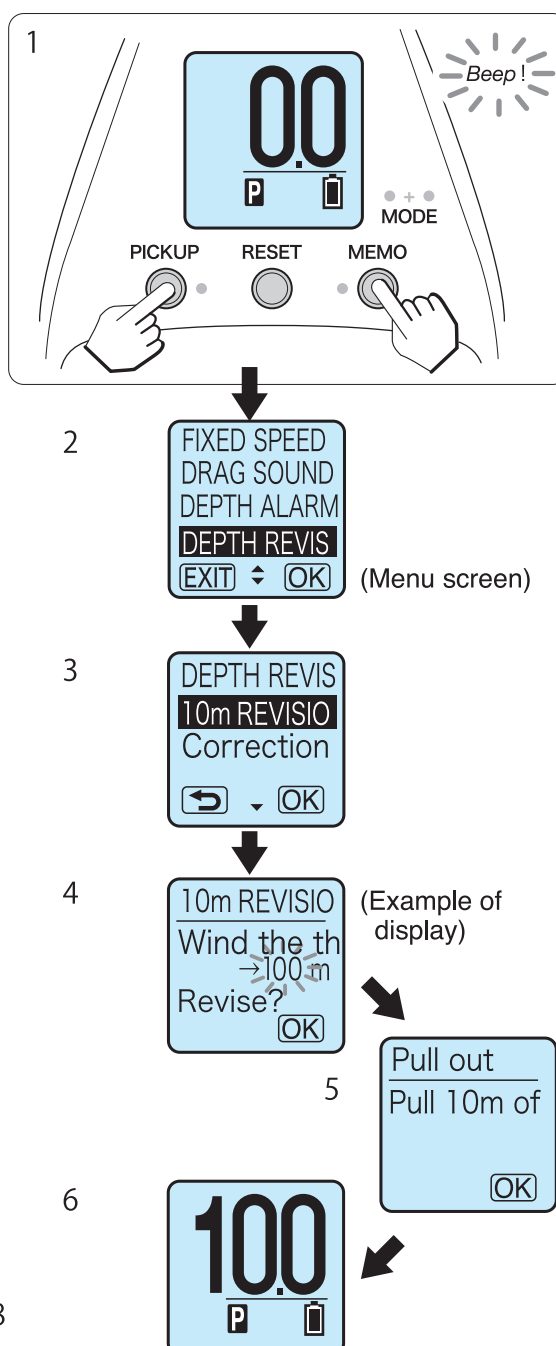 1
Beep !
0.0
P
MODE
PICKUP RESET MEMO
2
FIXED SPEED
DRAG SOUND
DEPTH ALARM
DEPTH REVIS
EXIT OK
(Menu screen)
3
DEPTH REVIS
10m REVISIO
Correction
OK
4
10m REVISIO
Wind the th
→100 m
Revise?
OK
(Example of
display)
5
Pull out
Pull 10m of
OK
6
10.0
P